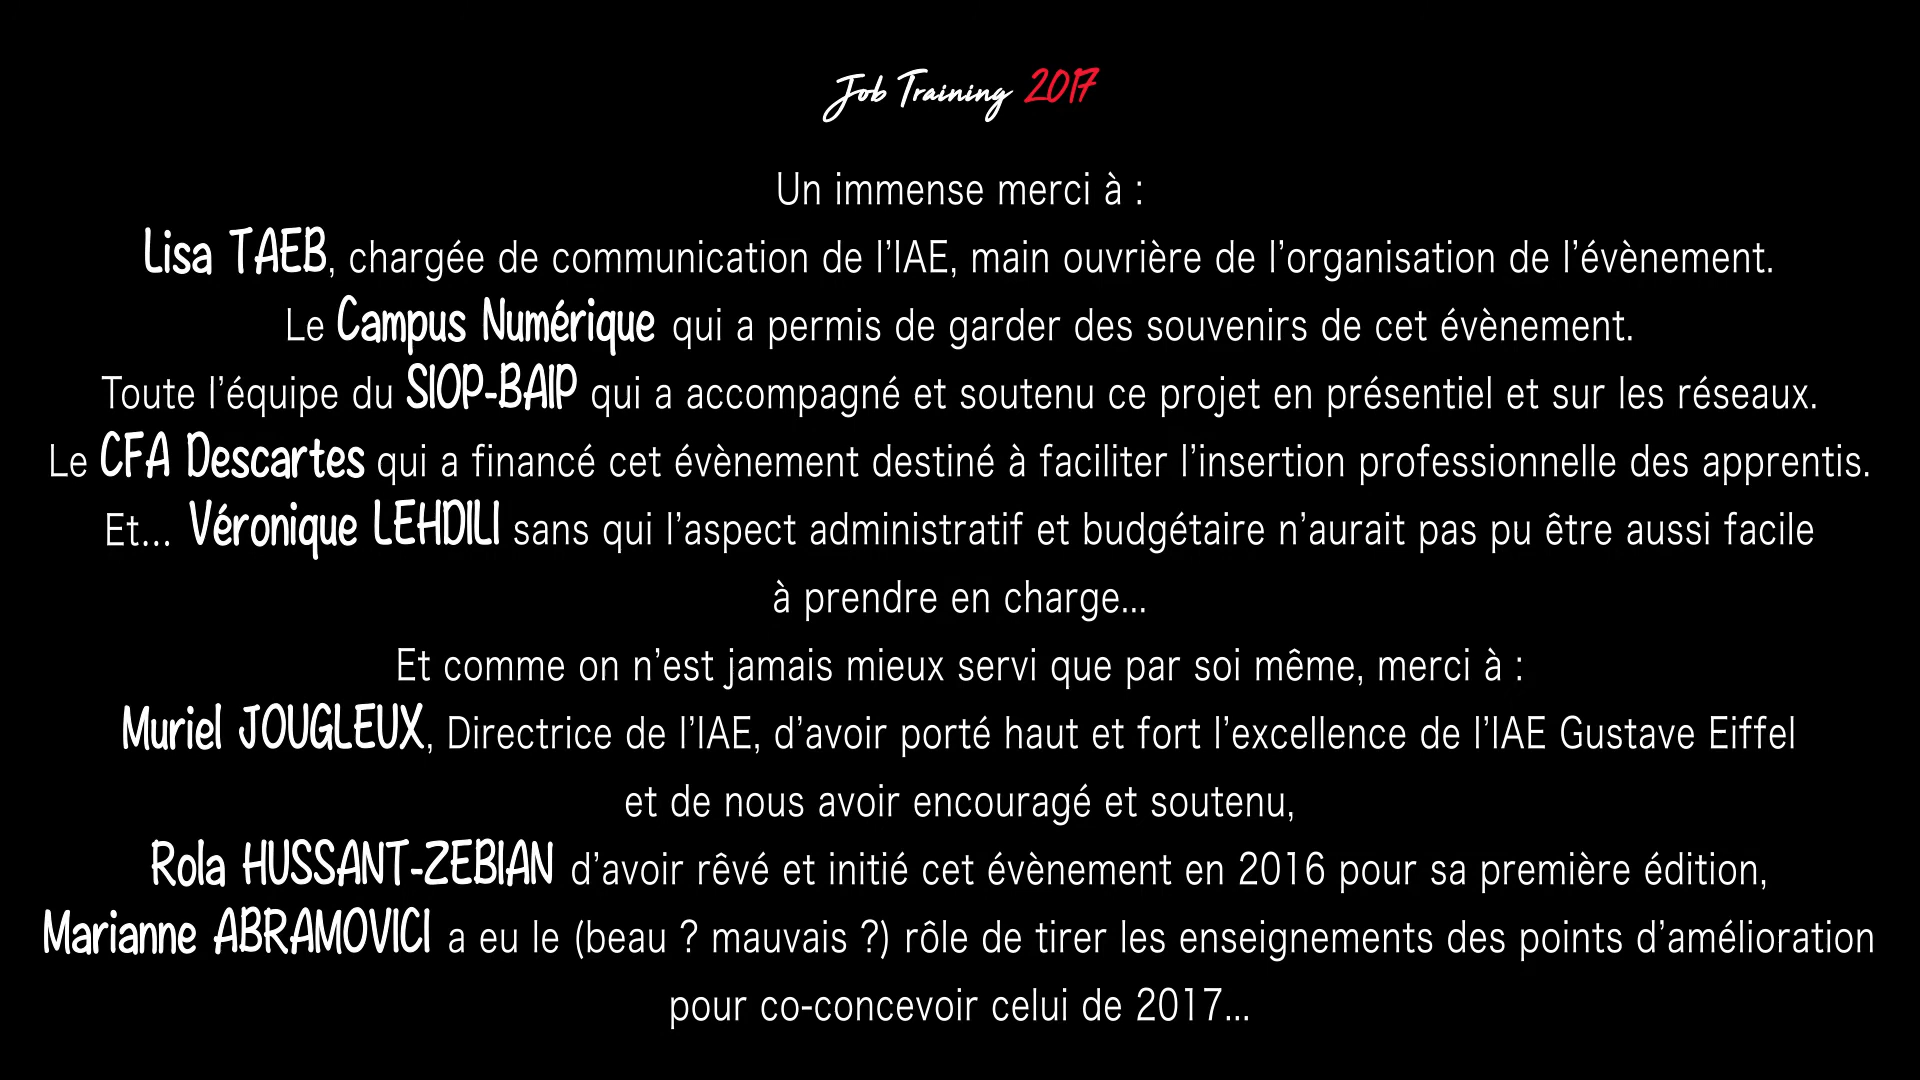 Job Training 2017
Un immense merci à :
Lisa TAEB, chargée de communication de l’IAE, main ouvrière de l’organisation de l’évènement.
Le Campus Numérique qui a permis de garder des souvenirs de cet évènement.
Toute l’équipe du SIOP-BAIP qui a accompagné et soutenu ce projet en présentiel et sur les réseaux.
Le CFA Descartes qui a financé cet évènement destiné à faciliter l’insertion professionnelle des apprentis.
Et... Véronique LEHDILI sans qui l’aspect administratif et budgétaire n’aurait pas pu être aussi facile
à prendre en charge...
Et comme on n’est jamais mieux servi que par soi même, merci à :
Muriel JOUGLEUX, Directrice de l’IAE, d’avoir porté haut et fort l’excellence de l’IAE Gustave Eiffel
et de nous avoir encouragé et soutenu,
Rola HUSSANT-ZEBIAN d’avoir rêvé et initié cet évènement en 2016 pour sa première édition,
Marianne ABRAMOVICI a eu le (beau ? mauvais ?) rôle de tirer les enseignements des points d’amélioration
pour co-concevoir celui de 2017...